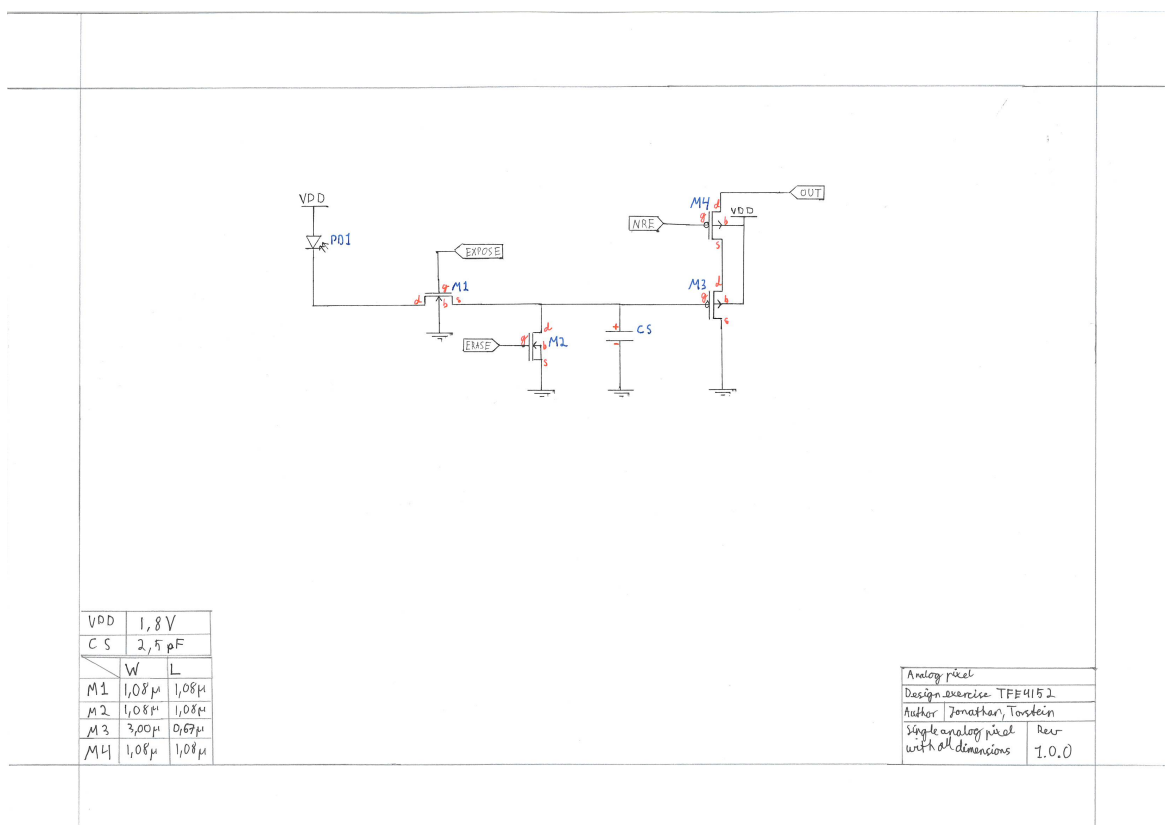 VDD
PD1
EXPOSE
d
g
M1
b
s
ERASE
g
d
b
M2
s
+
CS
-
OUT
M4
d
VDD
NRE
g
b
s
M3
d
g
b
s
VDD 1,8V
CS 2,5 pF
W L
M1 1,08μ 1,08μ
M2 1,08μ 1,08μ
M3 3,00μ 0,67μ
M4 1,08μ 1,08μ
Analog pixel
Design exercise TFE4152
Author Jonathan, Torstein
Single analog pixel
with all dimensions
Rev
1.0.0